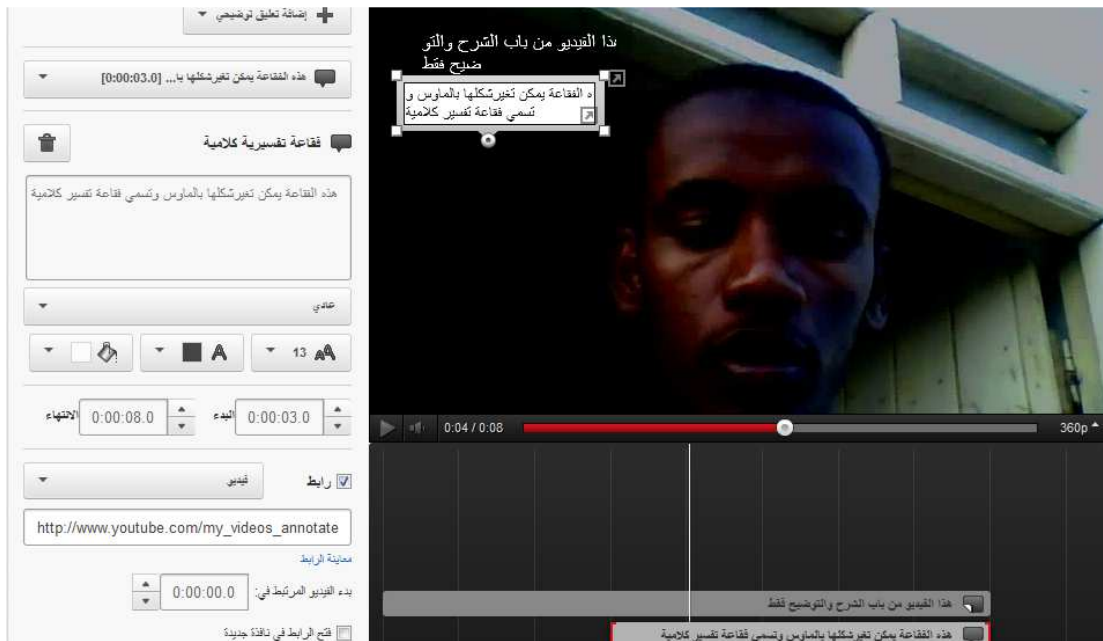 إضافة تعليق توضيحي
هذه الفقاعة يمكن تغيرشكلها با... [0:00:03.0]
فقاعة تفسيرية كلامية
هذه الفقاعة يمكن تغيرشكلها بالماوس وتسمي فقاعة تفسير كلامية
عادي
13
البدء 0:00:03.0 الانتهاء 0:00:08.0
رابط فيديو
http://www.youtube.com/my_videos_annotate
معاينة الرابط
بدء الفيديو المرتبط في: 0:00:00.0
فتح الرابط في نافذة جديدة
ذا الفيديو من باب الشرح والتو
ضيح فقط
ه الفقاعة يمكن تغيرشكلها بالماوس و
تسمي فقاعة تفسير كلامية
0:04 / 0:08
360p
هذا الفيديو من باب الشرح والتوضيح فقط
هذه الفقاعة يمكن تغيرشكلها بالماوس وتسمي فقاعة تفسير كلامية